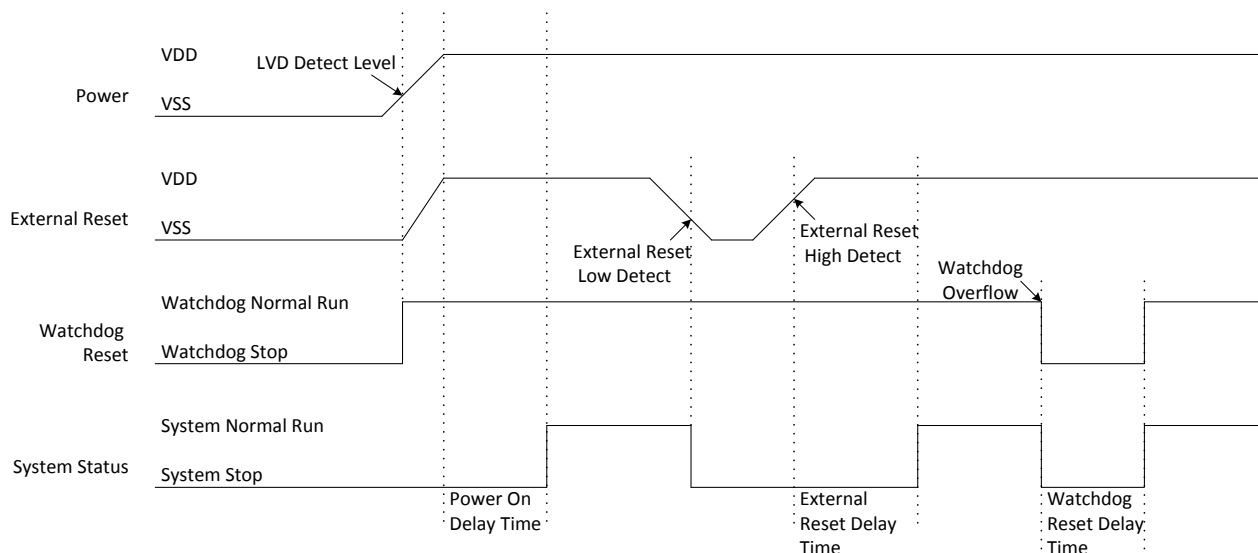 VDD
LVD Detect Level
Power
VSS
VDD
External Reset
VSS
External Reset
Low Detect
External Reset
High Detect
Watchdog
Overflow
Watchdog Normal Run
Watchdog
Reset
Watchdog Stop
System Normal Run
System Status
System Stop
Power On
Delay Time
External
Reset Delay
Time
Watchdog
Reset Delay
Time